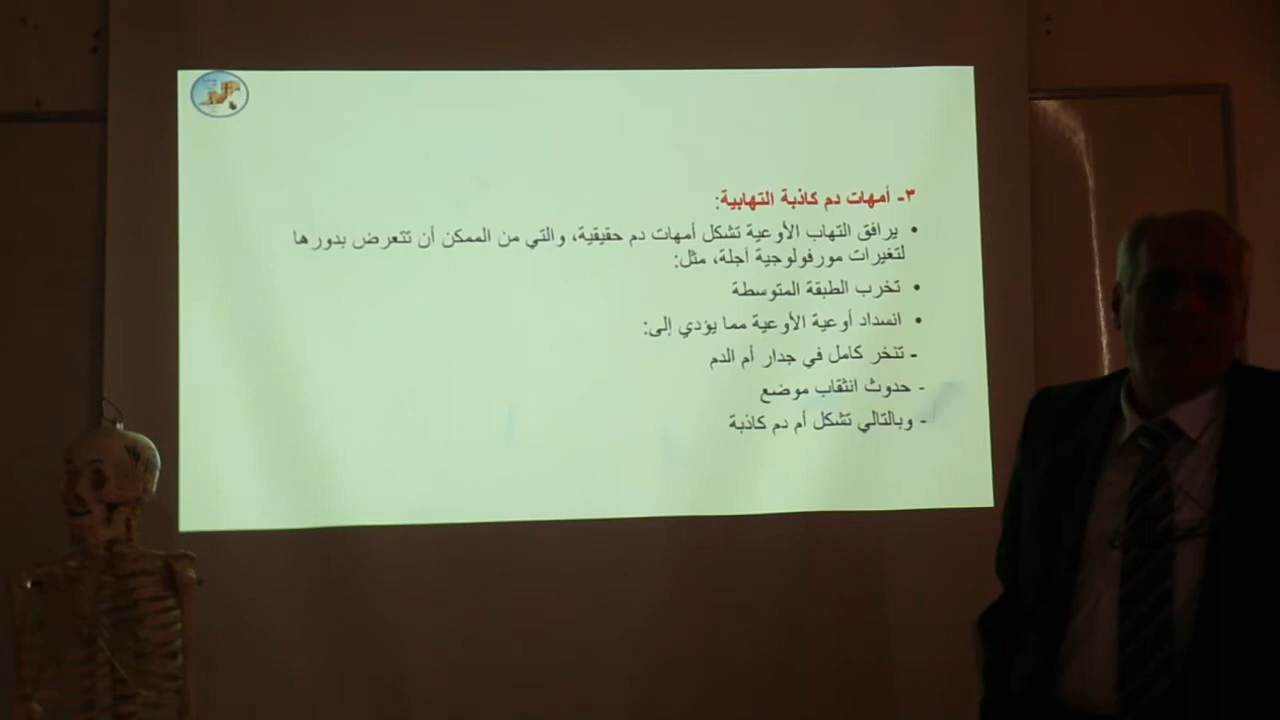 ٣- أمهات دم كاذبة التهابية:
• يرافق التهاب الأوعية تشكل أمهات دم حقيقية، والتي من الممكن أن تتعرض بدورها
لتغيرات مورفولوجية آجلة، مثل:
• تخرب الطبقة المتوسطة
• انسداد أوعية الأوعية مما يؤدي إلى:
- تنخر كامل في جدار أم الدم
- حدوث انثقاب موضع
- وبالتالي تشكل أم دم كاذبة